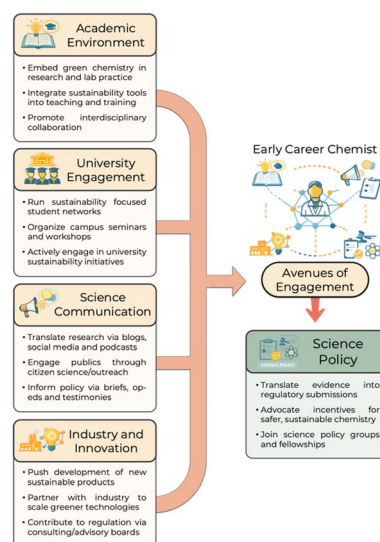 Academic
Environment
• Embed green chemistry in
research and lab practice
• Integrate sustainability tools
into teaching and training
• Promote interdisciplinary
collaboration
University
Engagement
• Run sustainability focused
student networks
• Organize campus seminars
and workshops
• Actively engage in university
sustainability initiatives
Science
Communication
• Translate research via blogs,
social media and podcasts
• Engage publics through
citizen science/outreach
• Inform policy via briefs, op-
eds and testimonies
Industry and
Innovation
• Push development of new
sustainable products
• Partner with industry to
scale greener technologies
• Contribute to regulation via
consulting/advisory boards
Early Career Chemist
Avenues of
Engagement
SCIENCE POLICY
Science
Policy
• Translate evidence into
regulatory submissions
• Advocate incentives for
safer, sustainable chemistry
• Join science policy groups
and fellowships